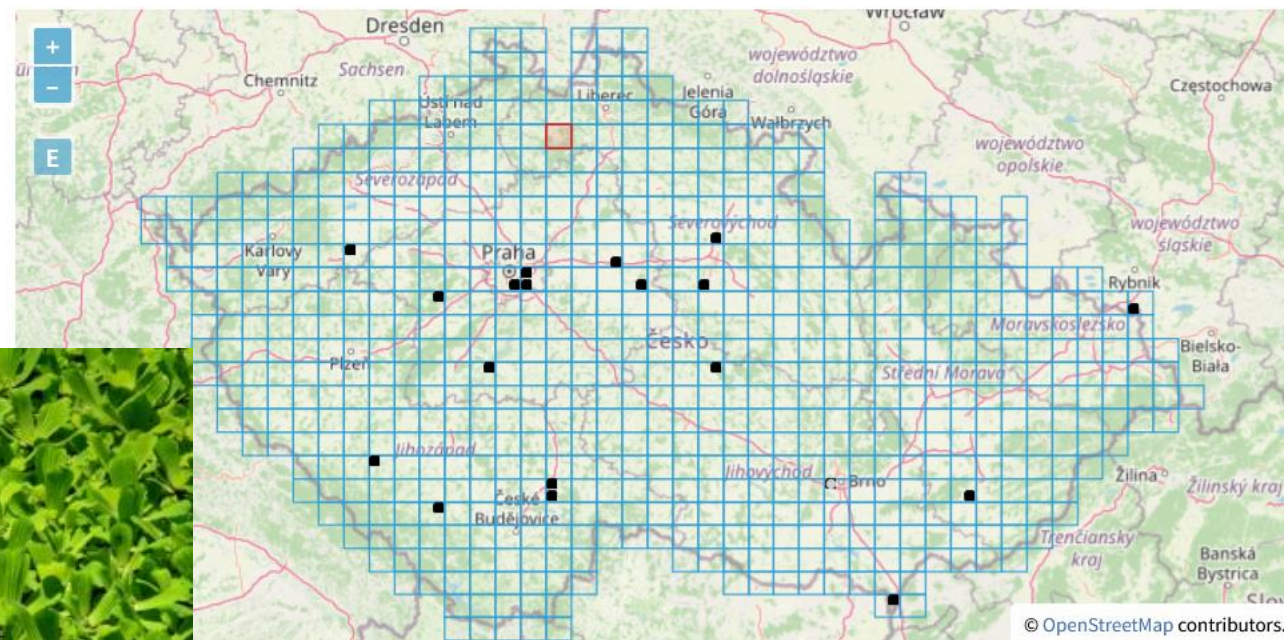 Dresden
Wrocław
+
województwo
dolnośląskie
Sachsen
Chemnitz
Jelenia
Góra
Częstochowa
−
Ústí nad
Labem
Liberec
Wałbrzych
E
województwo
opolskie
Severozápad
Karlovy
Vary
Severovýchod
województwo
śląskie
Praha
Rybnik
Moravskoslezsko
Česko
Plzeň
Bielsko-
Biała
Střední Morava
Jihozápad
Jihovýchod
Brno
Žilina
Žilinský kraj
České
Budějovice
Trenčiansky
kraj
Banská
Bystrica
© OpenStreetMap contributors.